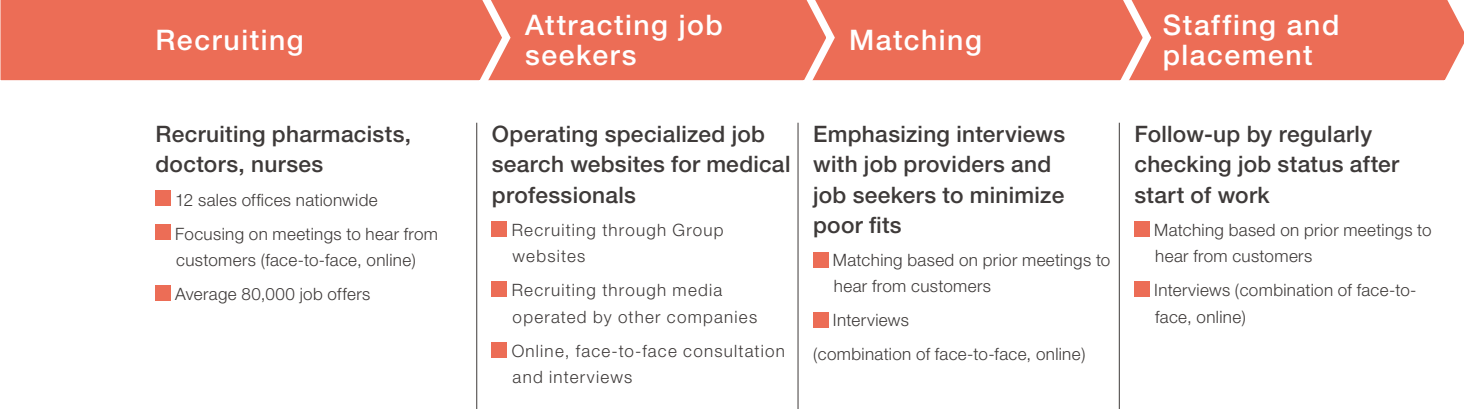 Recruiting
Attracting job
seekers
Matching
Staffing and
placement
Recruiting pharmacists,
doctors, nurses
12 sales offices nationwide
Focusing on meetings to hear from
customers (face-to-face, online)
Average 80,000 job offers
Operating specialized job
search websites for medical
professionals
Recruiting through Group
websites
Recruiting through media
operated by other companies
Online, face-to-face consultation
and interviews
Emphasizing interviews
with job providers and
job seekers to minimize
poor fits
Matching based on prior meetings to
hear from customers
Interviews
(combination of face-to-face, online)
Follow-up by regularly
checking job status after
start of work
Matching based on prior meetings to
hear from customers
Interviews (combination of face-to-
face, online)